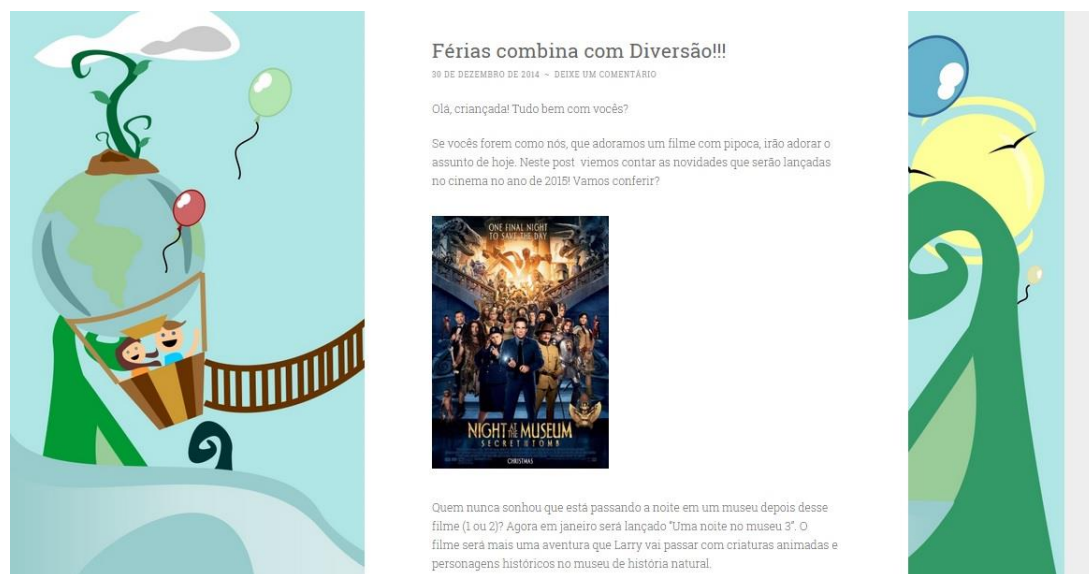 Férias combina com Diversão!!!
30 DE DEZEMBRO DE 2014 ~ DEIXE UM COMENTÁRIO
Olá, criançada! Tudo bem com vocês?
Se vocês forem como nós, que adoramos um filme com pipoca, irão adorar o
assunto de hoje. Neste post viemos contar as novidades que serão lançadas
no cinema no ano de 2015! Vamos conferir?
ONE FINAL NIGHT
TO SAVE THE DAY
NIGHT AT THE MUSEUM
SECRET OF THE TOMB
CHRISTMAS
Quem nunca sonhou que está passando a noite em um museu depois desse
filme (1 ou 2)? Agora em janeiro será lançado “Uma noite no museu 3”. O
filme será mais uma aventura que Larry vai passar com criaturas animadas e
personagens históricos no museu de história natural.